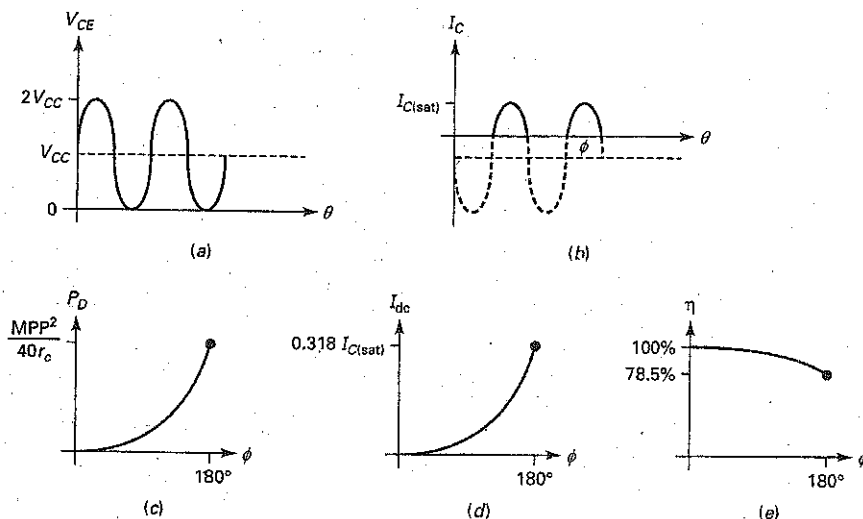 V_CE
2V_CC
V_CC
0
θ
(a)
I_C
I_C(sat)
ϕ
θ
(b)
P_D
MPP²
40r_c
180°
ϕ
(c)
I_dc
0.318 I_C(sat)
180°
ϕ
(d)
η
100%
78.5%
180°
ϕ
(e)